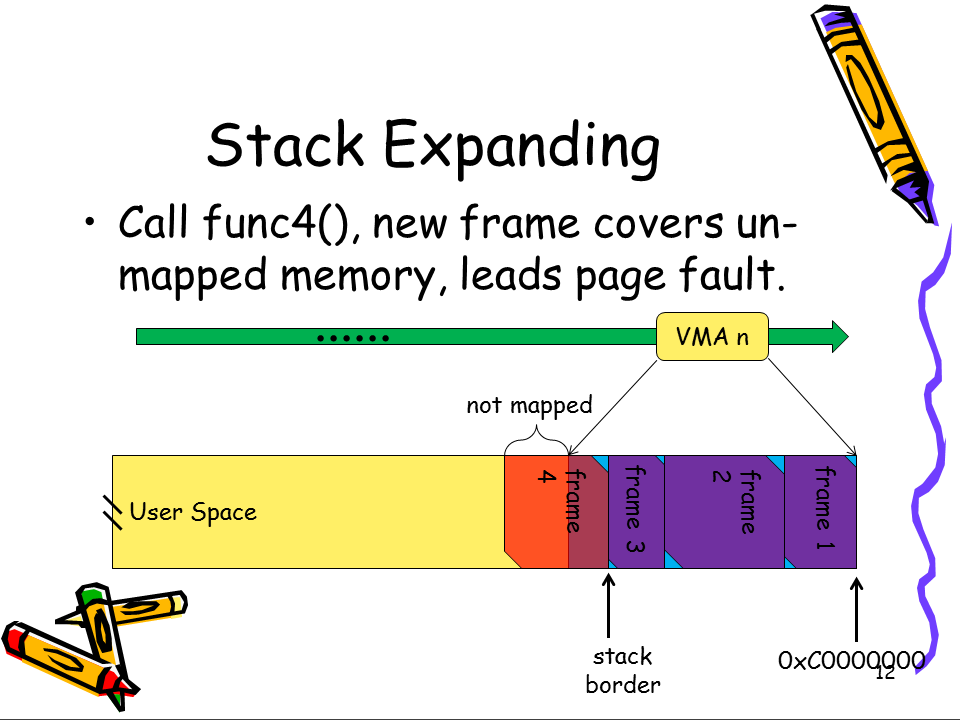 Stack Expanding
• Call func4(), new frame covers un-
mapped memory, leads page fault.
......
VMA n
not mapped
User Space
frame
4
frame 3
frame
2
frame 1
stack
border
0xC0000000
12